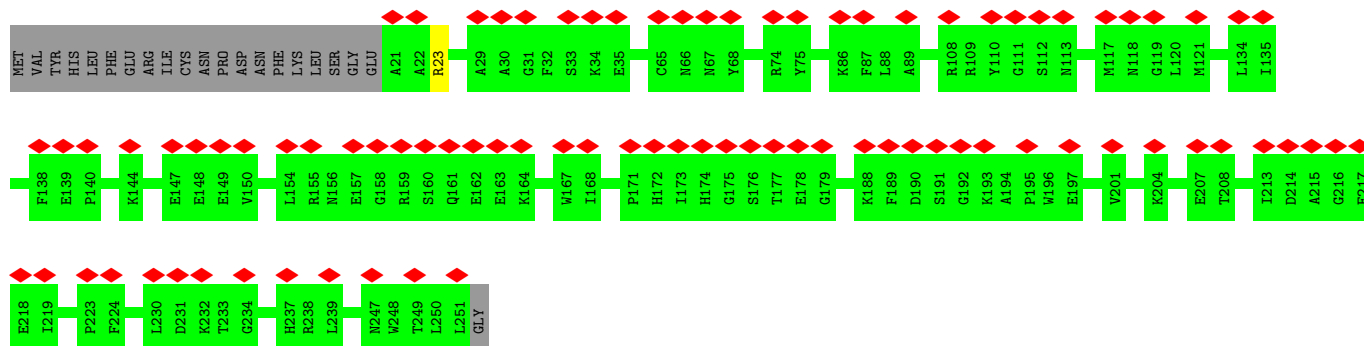 MET VAL TYR HIS LEU PHE GLU ARG ILE CYS ASN PRO ASP ASN PHE LYS LEU SER GLY GLU A21 A22 R23 A29 A30 G31 F32 S33 K34 E35 C65 N66 N67 Y68 R74 Y75 K86 F87 L88 A89 R108 R109 Y110 G111 S112 N113 M117 N118 G119 L120 M121 L134 I135
F138 E139 P140 K144 E147 E148 E149 V150 L154 R155 N156 E157 G158 R159 S160 Q161 E162 E163 K164 W167 I168 P171 H172 I173 H174 G175 S176 T177 E178 G179 K188 F189 D190 S191 G192 K193 A194 P195 W196 E197 V201 K204 E207 T208 I213 D214 A215 G216 E217
E218 I219 P223 F224 L230 D231 K232 T233 G234 H237 R238 L239 N247 W248 T249 L250 L251 GLY